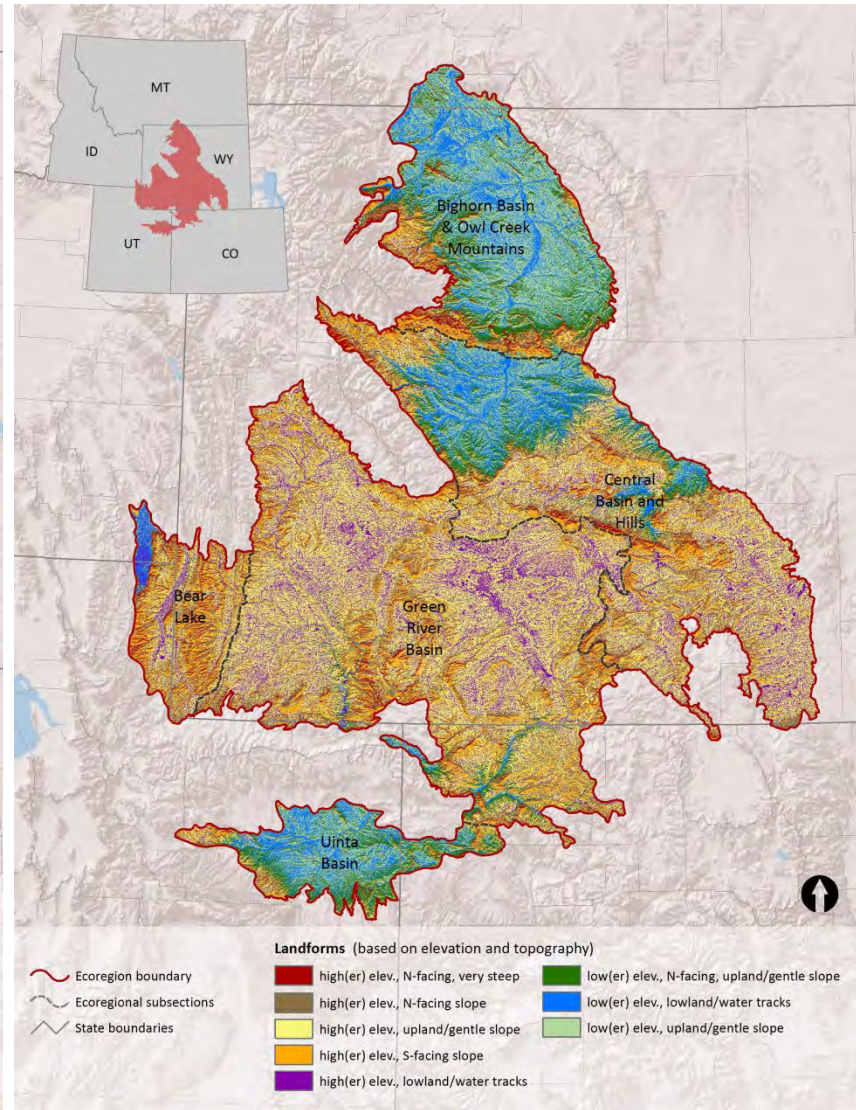 MT
ID
WY
UT
CO
Bighorn Basin
& Owl Creek
Mountains
Central
Basin and
Hills
Bear
Lake
Green
River
Basin
Uinta
Basin
Landforms (based on elevation and topography)
Ecoregion boundary
Ecoregional subsections
State boundaries
high(er) elev., N-facing, very steep
high(er) elev., N-facing slope
high(er) elev., upland/gentle slope
high(er) elev., S-facing slope
high(er) elev., lowland/water tracks
low(er) elev., N-facing, upland/gentle slope
low(er) elev., lowland/water tracks
low(er) elev., upland/gentle slope